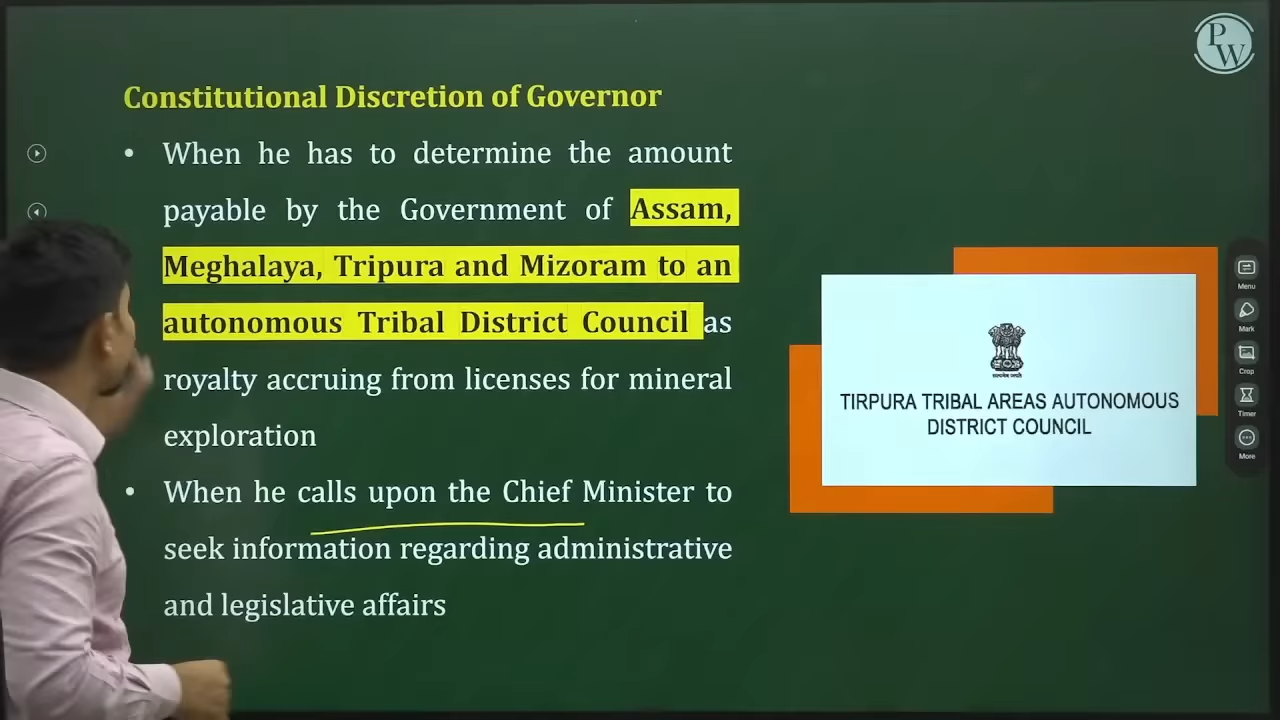 PW
Constitutional Discretion of Governor
• When he has to determine the amount
payable by the Government of Assam,
Meghalaya, Tripura and Mizoram to an
autonomous Tribal District Council as
royalty accruing from licenses for mineral
exploration
• When he calls upon the Chief Minister to
seek information regarding administrative
and legislative affairs
सत्यमेव जयते
TIRPURA TRIBAL AREAS AUTONOMOUS
DISTRICT COUNCIL
Menu
Mark
Crop
Timer
More